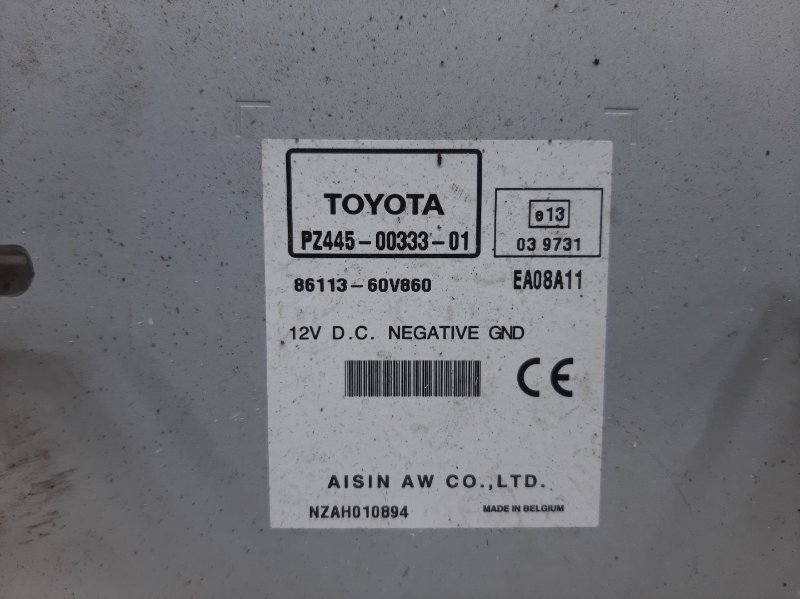 TOYOTA
PZ445-00333-01
e13
03 9731
86113-60V860
EA08A11
12V D.C. NEGATIVE GND
CE
AISIN AW CO.,LTD.
NZAH010894
MADE IN BELGIUM